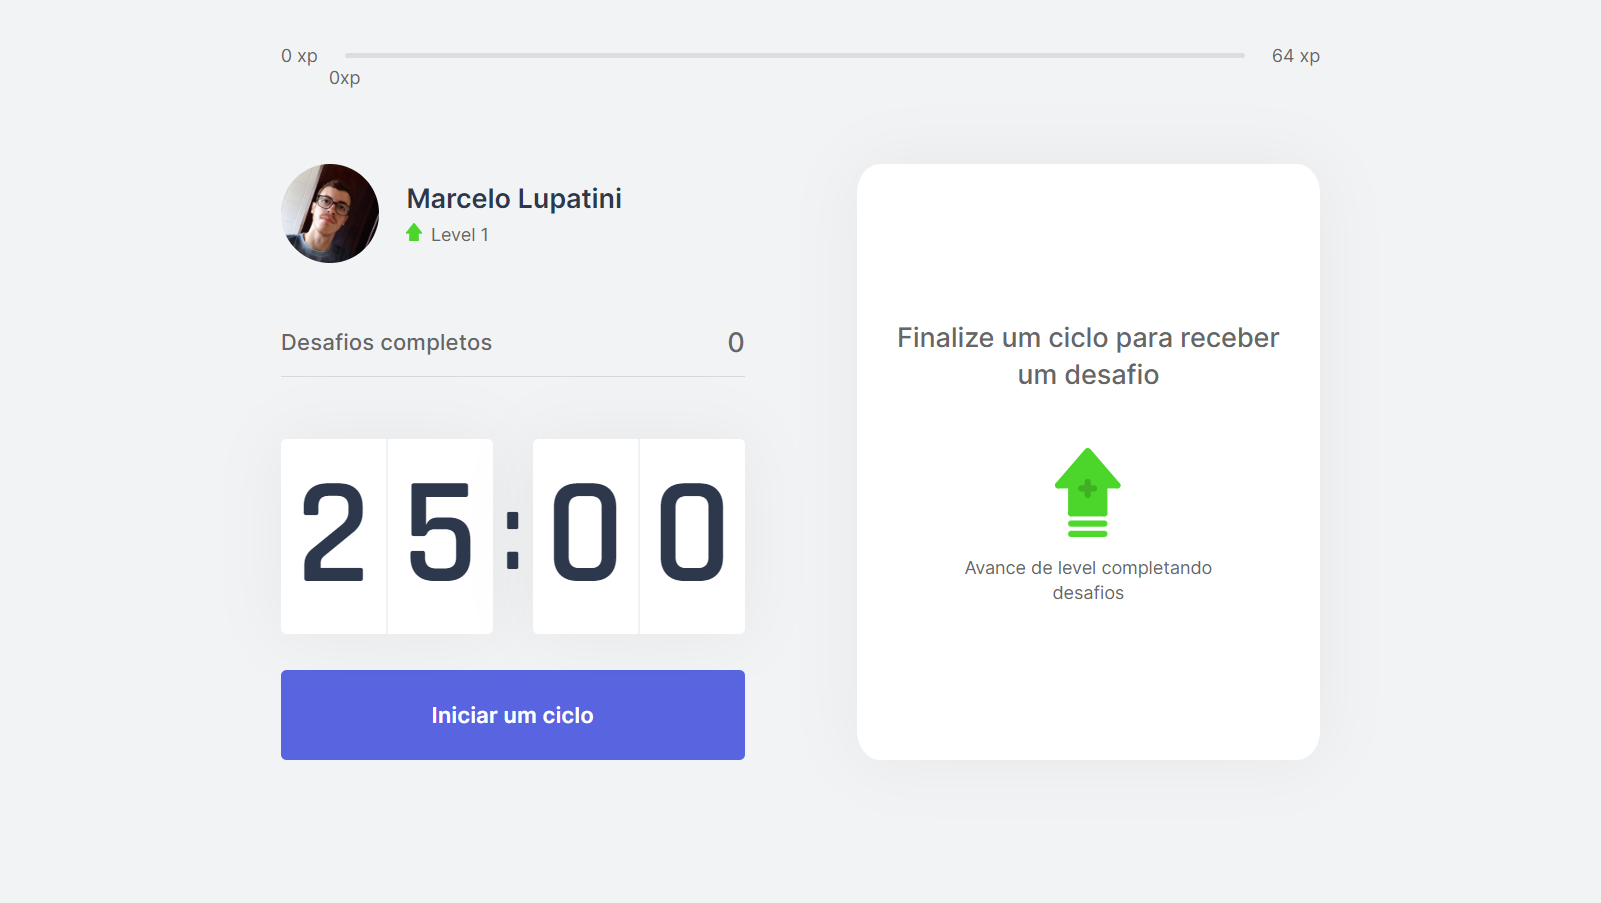 0 xp
64 xp
0xp
Marcelo Lupatini
Level 1
Desafios completos
0
25:00
Iniciar um ciclo
Finalize um ciclo para receber
um desafio
Avance de level completando
desafios